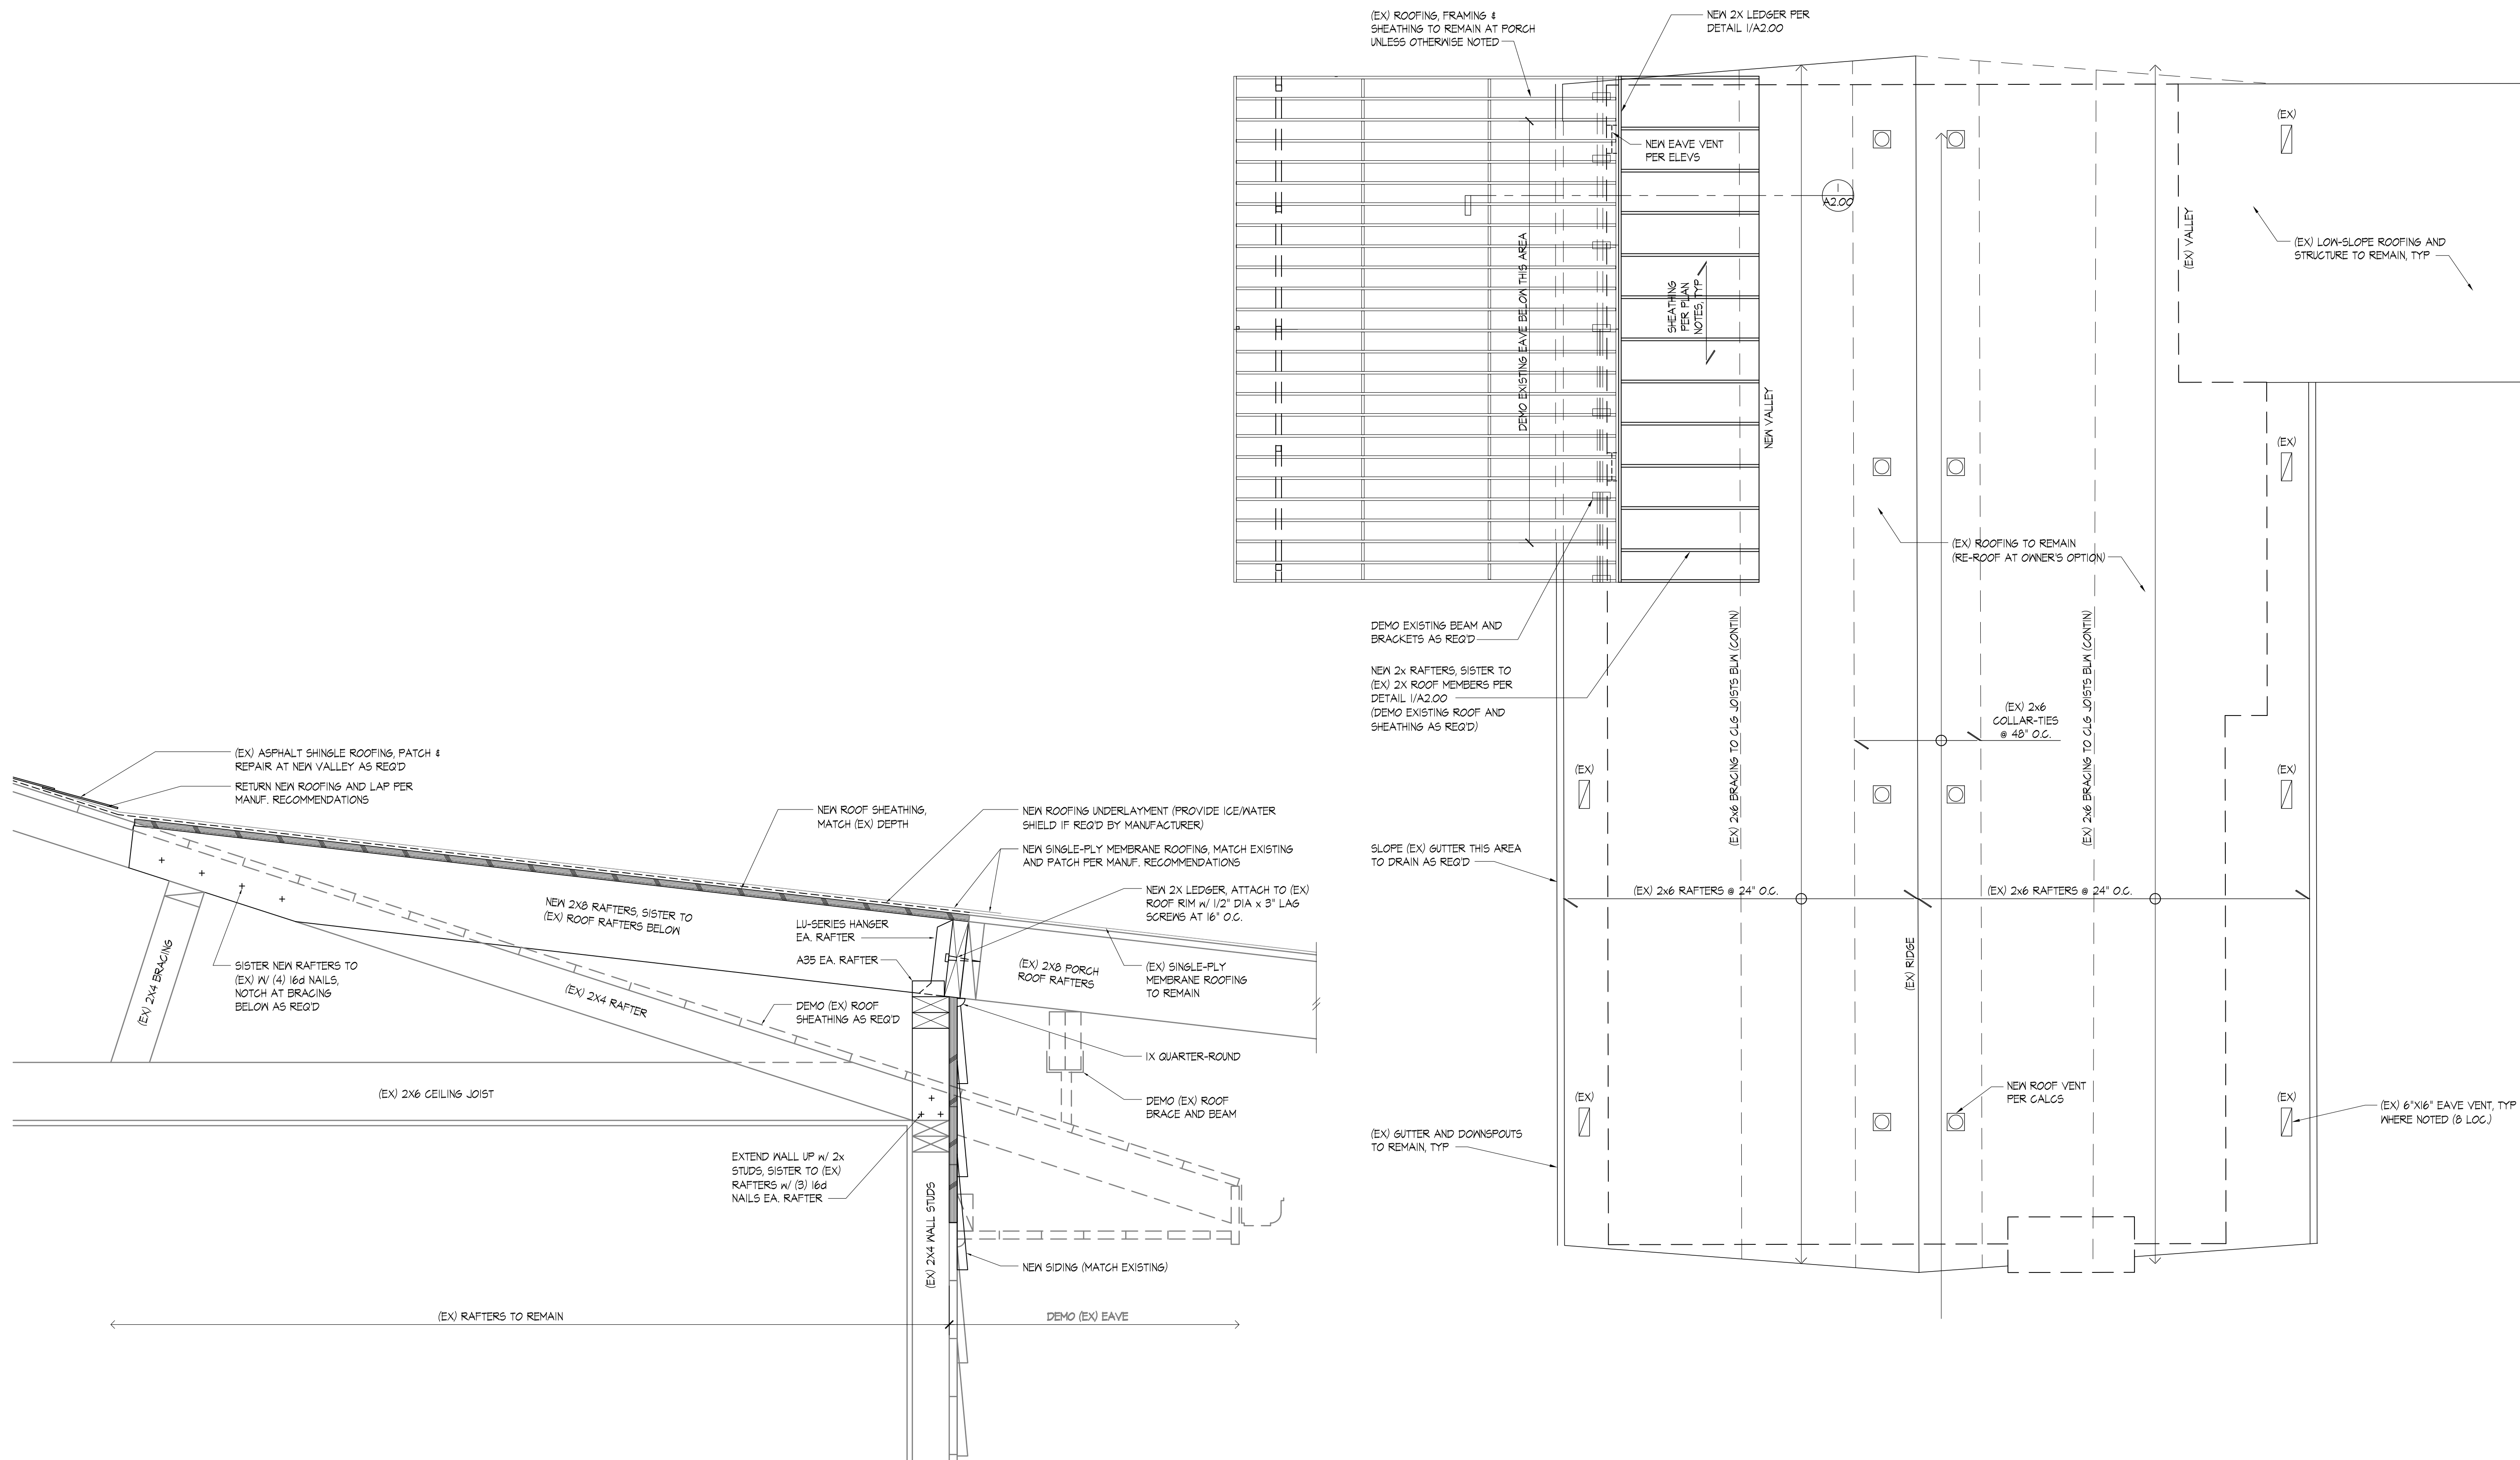 (EX) ROOFING, FRAMING &
SHEATHING TO REMAIN AT PORCH
UNLESS OTHERWISE NOTED
NEW 2X LEDGER PER
DETAIL 1/A2.00
NEW EAVE VENT
PER ELEVS
1
A2.00
DEMO EXISTING EAVE BELOW THIS AREA
SHEATHING
PER PLAN
NOTES, TYP
NEW VALLEY
(EX) VALLEY
(EX)
(EX) LOW-SLOPE ROOFING AND
STRUCTURE TO REMAIN, TYP
(EX)
(EX) ROOFING TO REMAIN
(RE-ROOF AT OWNER'S OPTION)
DEMO EXISTING BEAM AND
BRACKETS AS REQ'D
NEW 2x RAFTERS, SISTER TO
(EX) 2X ROOF MEMBERS PER
DETAIL 1/A2.00
(DEMO EXISTING ROOF AND
SHEATHING AS REQ'D)
(EX) 2x6 BRACING TO CLG JOISTS BLW (CONTIN)
(EX) 2x6 BRACING TO CLG JOISTS BLW (CONTIN)
(EX) 2x6
COLLAR-TIES
@ 48" O.C.
(EX)
(EX)
SLOPE (EX) GUTTER THIS AREA
TO DRAIN AS REQ'D
(EX) 2x6 RAFTERS @ 24" O.C.
(EX) 2x6 RAFTERS @ 24" O.C.
(EX) RIDGE
NEW ROOF VENT
PER CALCS
(EX)
(EX)
(EX) 6"X16" EAVE VENT, TYP
WHERE NOTED (8 LOC.)
(EX) GUTTER AND DOWNSPOUTS
TO REMAIN, TYP
(EX) ASPHALT SHINGLE ROOFING, PATCH &
REPAIR AT NEW VALLEY AS REQ'D
RETURN NEW ROOFING AND LAP PER
MANUF. RECOMMENDATIONS
NEW ROOF SHEATHING,
MATCH (EX) DEPTH
NEW ROOFING UNDERLAYMENT (PROVIDE ICE/WATER
SHIELD IF REQ'D BY MANUFACTURER)
NEW SINGLE-PLY MEMBRANE ROOFING, MATCH EXISTING
AND PATCH PER MANUF. RECOMMENDATIONS
NEW 2X LEDGER, ATTACH TO (EX)
ROOF RIM w/ 1/2" DIA x 3" LAG
SCREWS AT 16" O.C.
NEW 2X8 RAFTERS, SISTER TO
(EX) ROOF RAFTERS BELOW
LU-SERIES HANGER
EA. RAFTER
A35 EA. RAFTER
(EX) 2X8 PORCH
ROOF RAFTERS
(EX) SINGLE-PLY
MEMBRANE ROOFING
TO REMAIN
(EX) 2X4 BRACING
SISTER NEW RAFTERS TO
(EX) W/ (4) 16d NAILS,
NOTCH AT BRACING
BELOW AS REQ'D
(EX) 2X4 RAFTER
DEMO (EX) ROOF
SHEATHING AS REQ'D
1X QUARTER-ROUND
DEMO (EX) ROOF
BRACE AND BEAM
(EX) 2X6 CEILING JOIST
EXTEND WALL UP w/ 2x
STUDS, SISTER TO (EX)
RAFTERS w/ (3) 16d
NAILS EA. RAFTER
(EX) 2X4 WALL STUDS
NEW SIDING (MATCH EXISTING)
(EX) RAFTERS TO REMAIN
DEMO (EX) EAVE